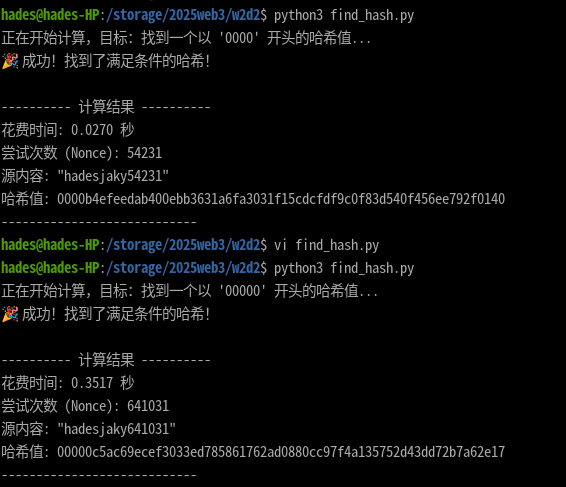 hades@hades-HP:/storage/2025web3/w2d2$ python3 find_hash.py
正在开始计算，目标：找到一个以 '0000' 开头的哈希值...
🎉 成功！找到了满足条件的哈希！
---------- 计算结果 ----------
花费时间: 0.0270 秒
尝试次数 (Nonce): 54231
源内容: "hadesjaky54231"
哈希值: 0000b4efeedab400ebb3631a6fa3031f15cdcfdf9c0f83d540f456ee792f0140
----------------------------
hades@hades-HP:/storage/2025web3/w2d2$ vi find_hash.py
hades@hades-HP:/storage/2025web3/w2d2$ python3 find_hash.py
正在开始计算，目标：找到一个以 '00000' 开头的哈希值...
🎉 成功！找到了满足条件的哈希！
---------- 计算结果 ----------
花费时间: 0.3517 秒
尝试次数 (Nonce): 641031
源内容: "hadesjaky641031"
哈希值: 00000c5ac69ecef3033ed785861762ad0880cc97f4a135752d43dd72b7a62e17
----------------------------